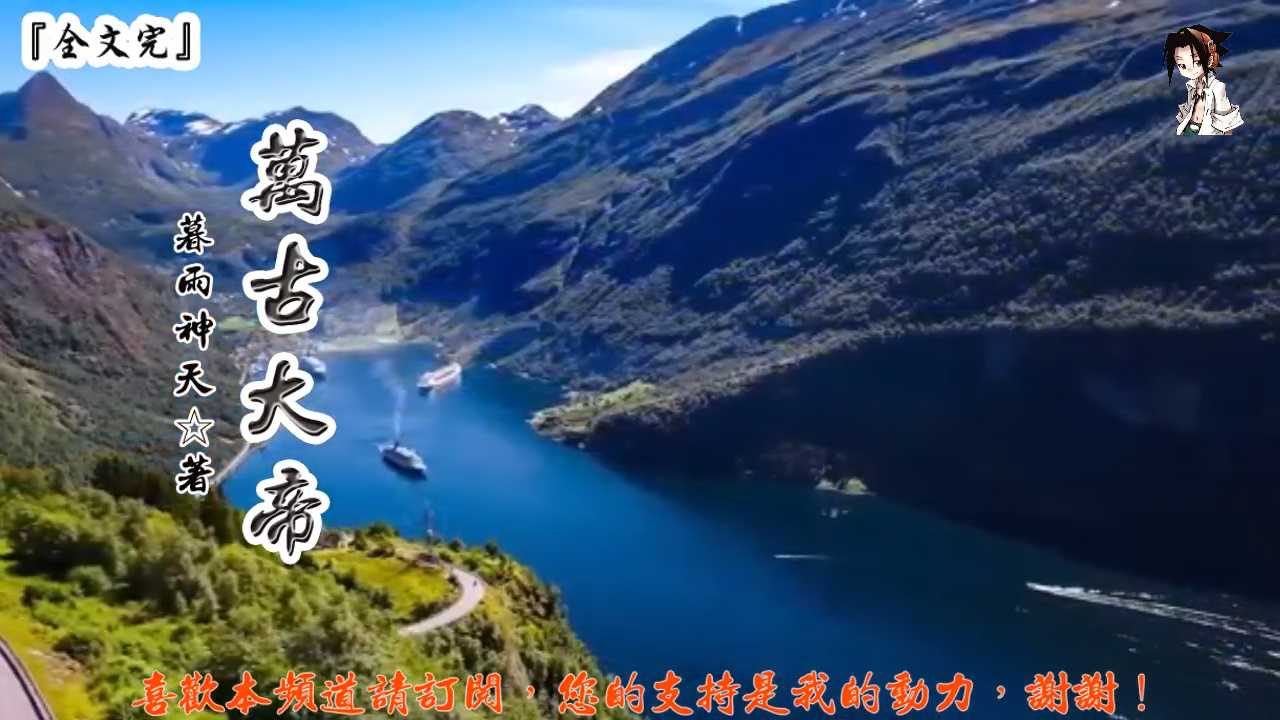 『全文完』
萬古大帝
暮雨神天☆著
喜歡本頻道請訂閱，您的支持是我的動力，謝謝！